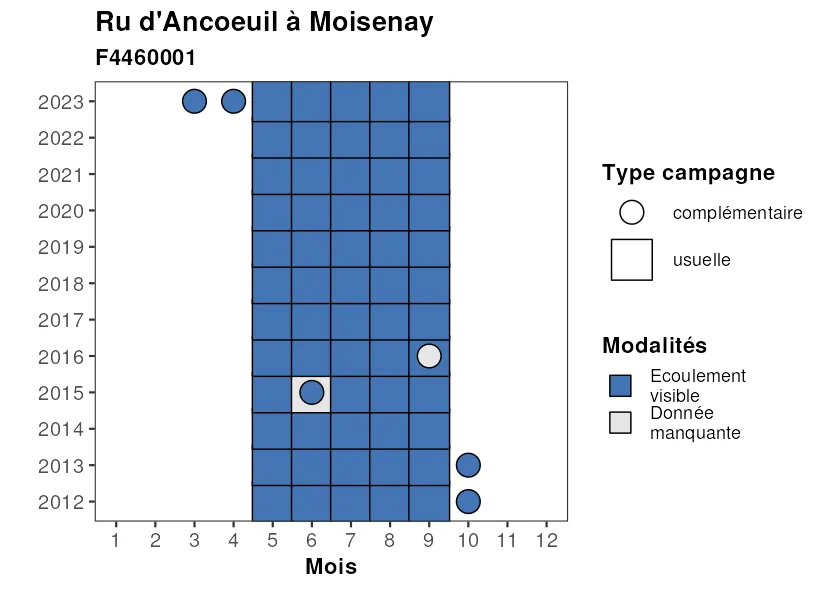 Ru d'Ancoeuil à Moisenay
F4460001
2023
2022
2021
2020
2019
2018
2017
2016
2015
2014
2013
2012
1 2 3 4 5 6 7 8 9 10 11 12
Mois
Type campagne
complémentaire
usuelle
Modalités
Ecoulement
visible
Donnée
manquante